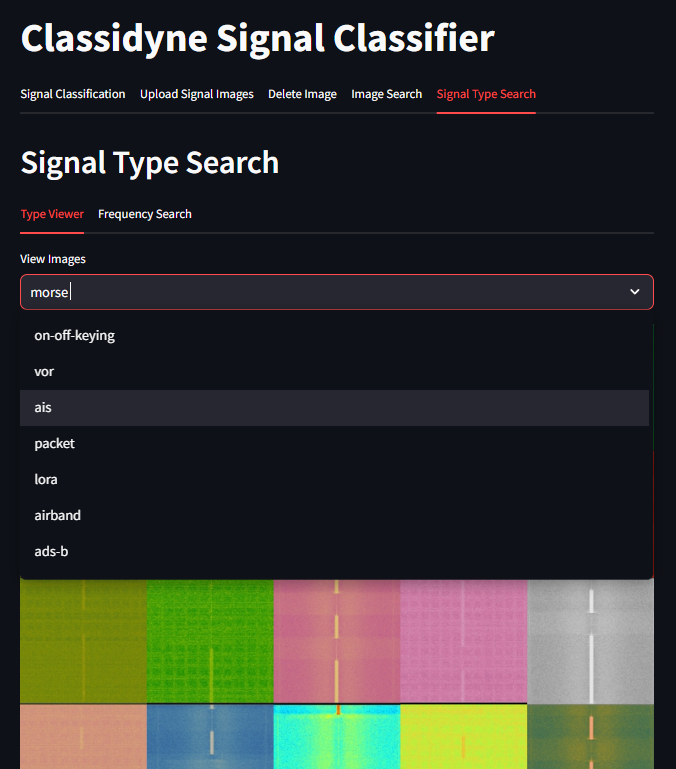 Classidyne Signal Classifier
Signal Classification Upload Signal Images Delete Image Image Search Signal Type Search
Signal Type Search
Type Viewer Frequency Search
View Images
morse
on-off-keying
vor
ais
packet
lora
airband
ads-b